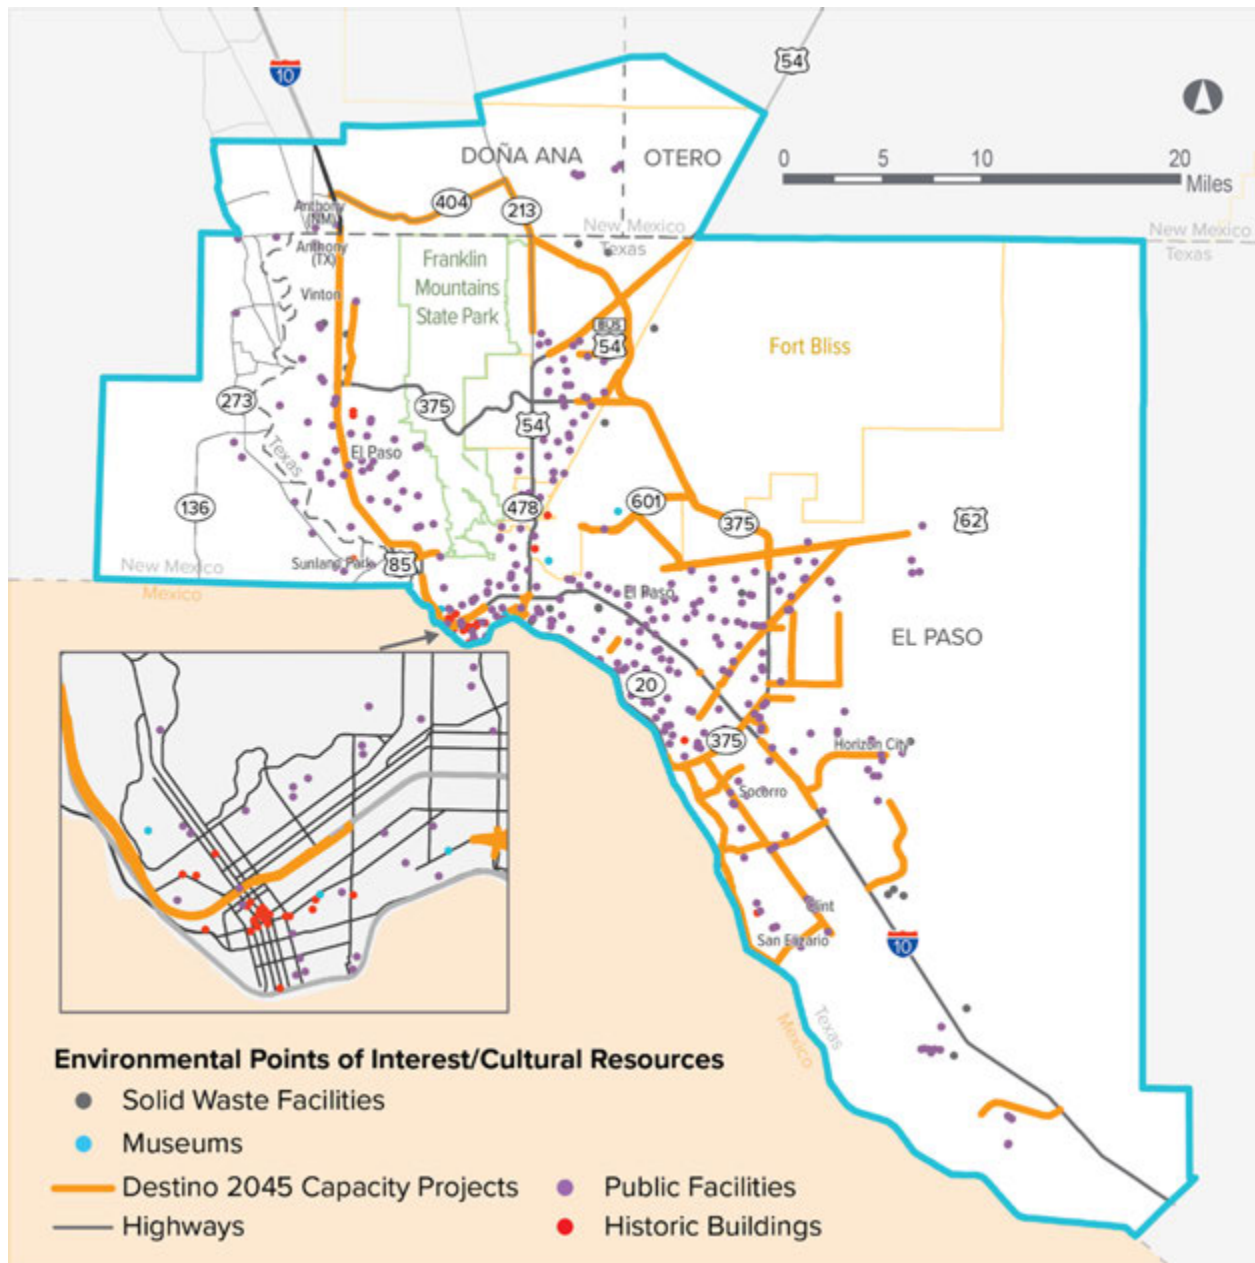 10
54
DOÑA ANA
OTERO
0
5
10
20
Miles
404
213
Anthony
(NM)
New Mexico
Texas
New Mexico
Texas
Anthony
(TX)
Franklin
Mountains
State Park
Vinton
BUS
54
Fort Bliss
273
375
54
Texas
El Paso
136
478
601
375
62
Sunland Park
85
New Mexico
Mexico
El Paso
EL PASO
20
375
Horizon City
Socorro
Clint
San Elizario
10
Texas
Mexico
Environmental Points of Interest/Cultural Resources
Solid Waste Facilities
Museums
Destino 2045 Capacity Projects
Public Facilities
Highways
Historic Buildings